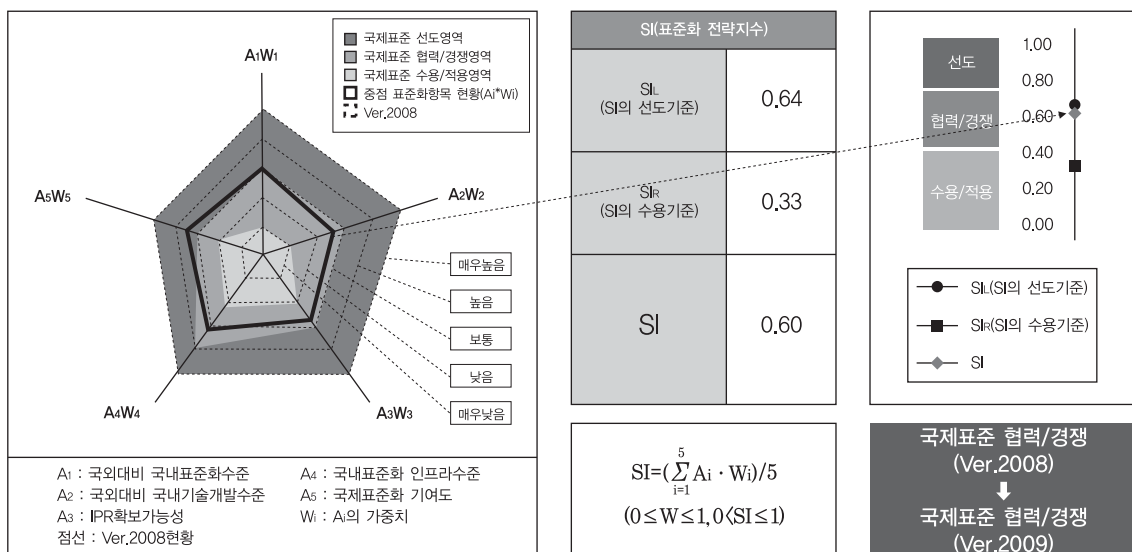 A₁W₁
국제표준 선도영역
국제표준 협력/경쟁영역
국제표준 수용/적용영역
중점 표준화항목 현황(Ai*Wi)
Ver.2008
A₅W₅
A₂W₂
매우높음
높음
보통
낮음
매우낮음
A₄W₄
A₃W₃
A₁ : 국외대비 국내표준화수준
A₂ : 국외대비 국내기술개발수준
A₃ : IPR확보가능성
점선 : Ver.2008현황
A₄ : 국내표준화 인프라수준
A₅ : 국제표준화 기여도
Wᵢ : Aᵢ의 가중치
SI(표준화 전략지수)
SIL
(SI의 선도기준)
0.64
SIR
(SI의 수용기준)
0.33
SI
0.60
SI=(∑⁵ᵢ₌₁ Aᵢ · Wᵢ)/5
(0≤W≤1, 0〈SI≤1)
선도
협력/경쟁
수용/적용
1.00
0.80
0.60
0.40
0.20
0.00
SIL(SI의 선도기준)
SIR(SI의 수용기준)
SI
국제표준 협력/경쟁
(Ver.2008)
국제표준 협력/경쟁
(Ver.2009)